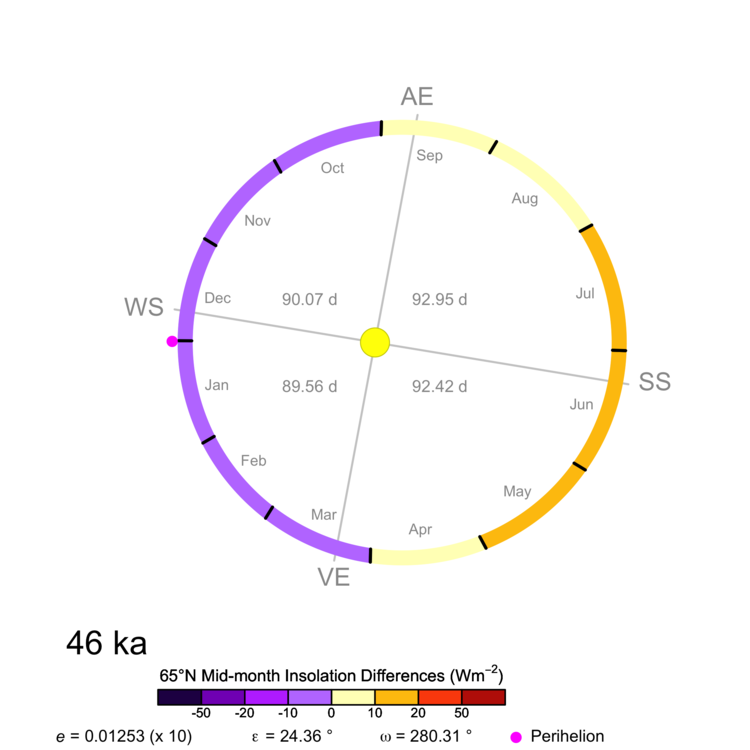 AE
Sep
Oct
Aug
Nov
Jul
Dec
90.07 d
92.95 d
WS
SS
Jan
89.56 d
92.42 d
Jun
Feb
May
Mar
Apr
VE
46 ka
65°N Mid-month Insolation Differences (Wm⁻²)
-50 -20 -10 0 10 20 50
e = 0.01253 (x 10) ε = 24.36 ° ω = 280.31 ° Perihelion